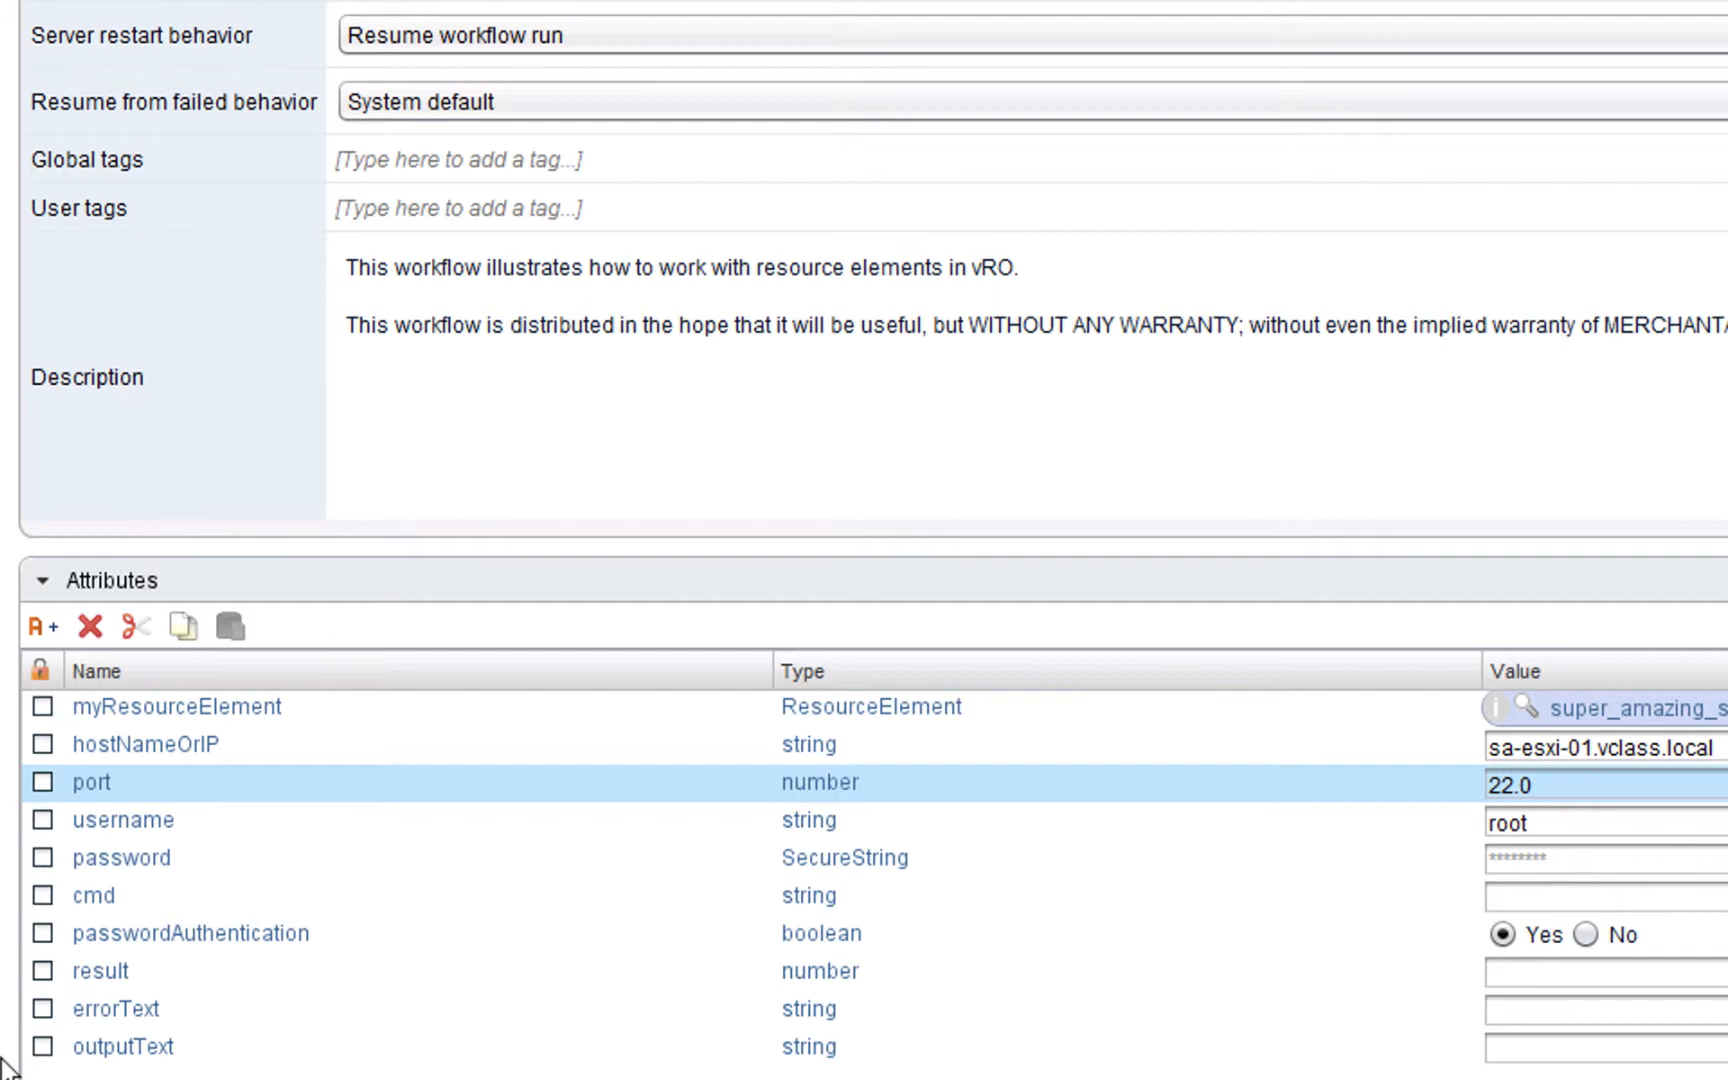 Server restart behavior Resume workflow run
Resume from failed behavior System default
Global tags [Type here to add a tag...]
User tags [Type here to add a tag...]
This workflow illustrates how to work with resource elements in vRO.
This workflow is distributed in the hope that it will be useful, but WITHOUT ANY WARRANTY; without even the implied warranty of MERCHANTA
Description
Attributes
A +
Name Type Value
myResourceElement ResourceElement super_amazing_s
hostNameOrIP string sa-esxi-01.vclass.local
port number 22.0
username string root
password SecureString ********
cmd string
passwordAuthentication boolean Yes No
result number
errorText string
outputText string